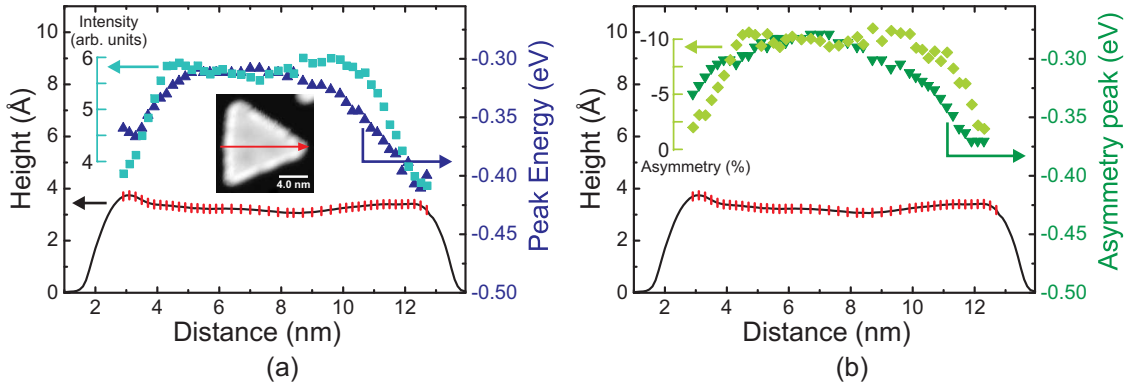 Intensity
(arb. units)
6
5
4
10
8
6
4
2
0
Height (Å)
4.0 nm
-0.30
-0.35
-0.40
-0.45
-0.50
Peak Energy (eV)
2 4 6 8 10 12
Distance (nm)
(a)
10
8
6
4
2
0
Height (Å)
-10
-5
0
Asymmetry (%)
-0.30
-0.35
-0.40
-0.45
-0.50
Asymmetry peak (eV)
2 4 6 8 10 12
Distance (nm)
(b)